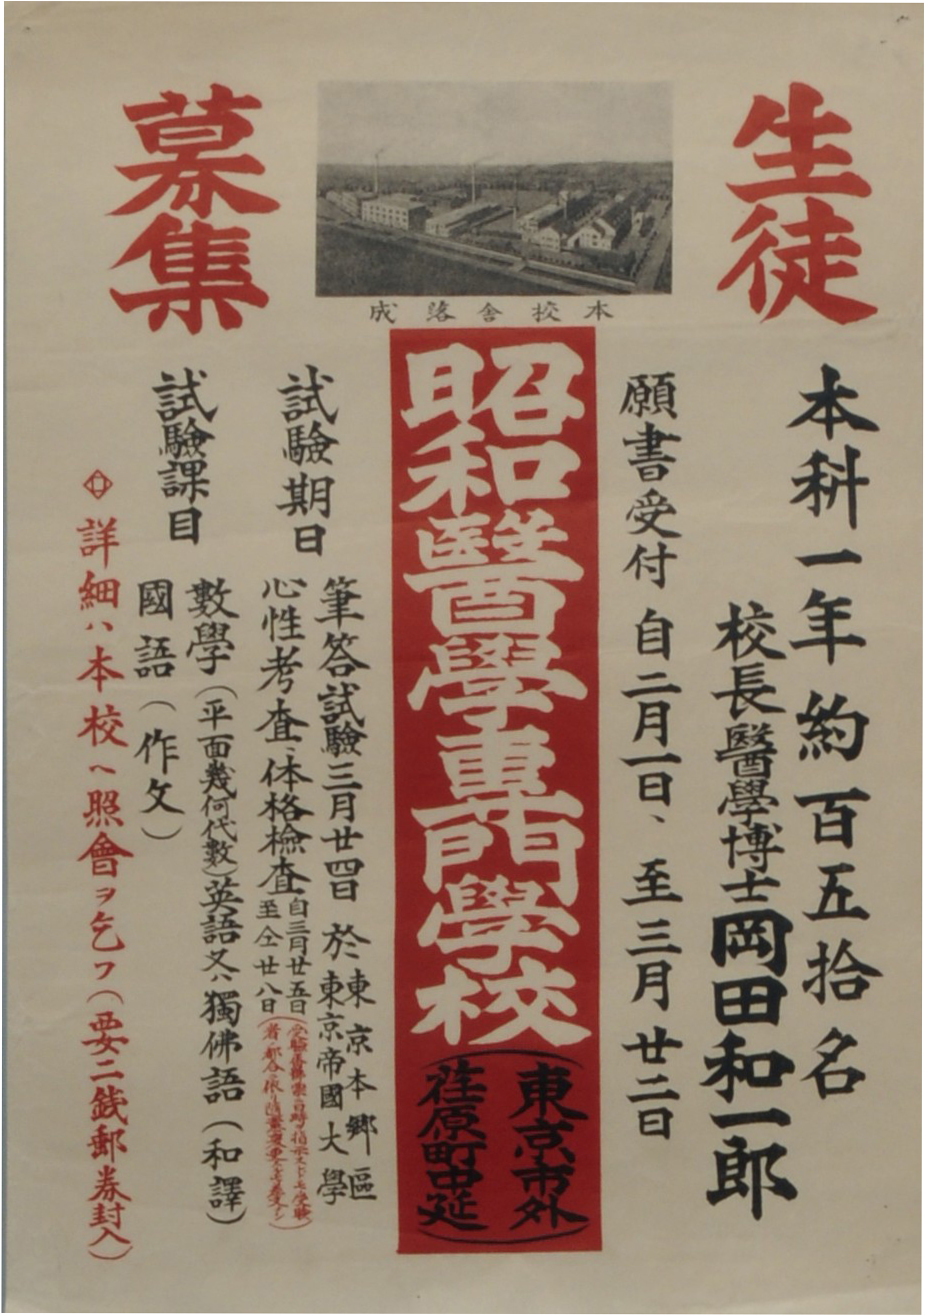 生徒
募集
本校舎落成
本科一年約百五拾名
校長醫學博士岡田和一郎
願書受付自二月一日、至三月廿二日
昭和醫學專門學校
(東京市外
荏原町中延)
試驗期日
筆答試驗三月廿四日於東京本郷區
東京帝國大學
心性考査、体格檢査自三月廿五日
至仝廿八日
試驗課目
數學(平面幾何代數)英語又ハ獨佛語(和譯)
國語(作文)
詳細ハ本校ヘ照會ヲ乞フ(要二銭郵券封入)